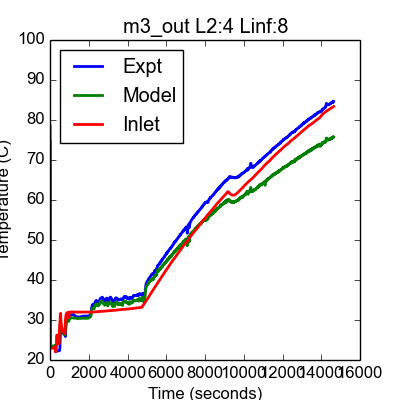 m3_out L2:4 Linf:8
100
90
80
70
60
50
40
30
20
Temperature (C)
Expt
Model
Inlet
0 2000 4000 6000 8000 10000 12000 14000 16000
Time (seconds)